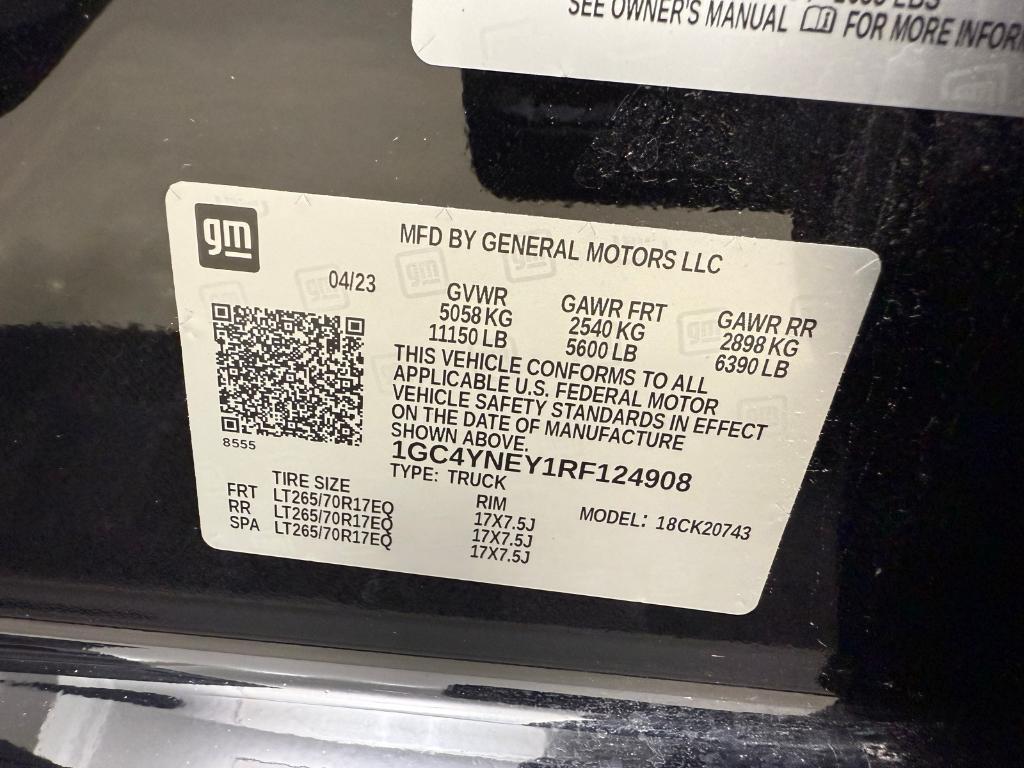 SEE OWNER'S MANUAL FOR MORE
gm
MFD BY GENERAL MOTORS LLC
04/23
GVWR GAWR FRT GAWR RR
5058 KG 2540 KG 2898 KG
11150 LB 5600 LB 6390 LB
THIS VEHICLE CONFORMS TO ALL
APPLICABLE U.S. FEDERAL MOTOR
VEHICLE SAFETY STANDARDS IN EFFECT
ON THE DATE OF MANUFACTURE
SHOWN ABOVE.
8555
1GC4YNEY1RF124908
TYPE: TRUCK
TIRE SIZE RIM MODEL: 18CK20743
FRT LT265/70R17EQ 17X7.5J
RR LT265/70R17EQ 17X7.5J
SPA LT265/70R17EQ 17X7.5J